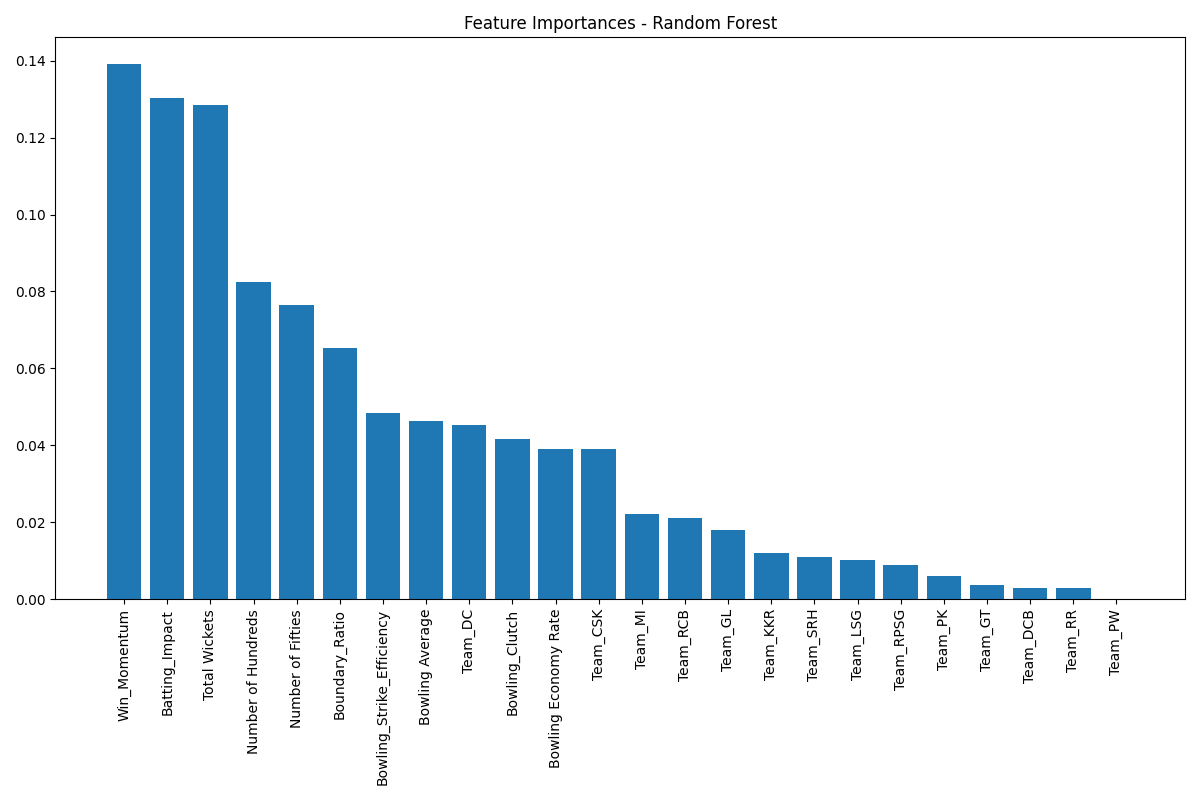 Feature Importances - Random Forest
0.14
0.12
0.10
0.08
0.06
0.04
0.02
0.00
Win_Momentum
Batting_Impact
Total Wickets
Number of Hundreds
Number of Fifties
Boundary_Ratio
Bowling_Strike_Efficiency
Bowling Average
Team_DC
Bowling_Clutch
Bowling Economy Rate
Team_CSK
Team_MI
Team_RCB
Team_GL
Team_KKR
Team_SRH
Team_LSG
Team_RPSG
Team_PK
Team_GT
Team_DCB
Team_RR
Team_PW